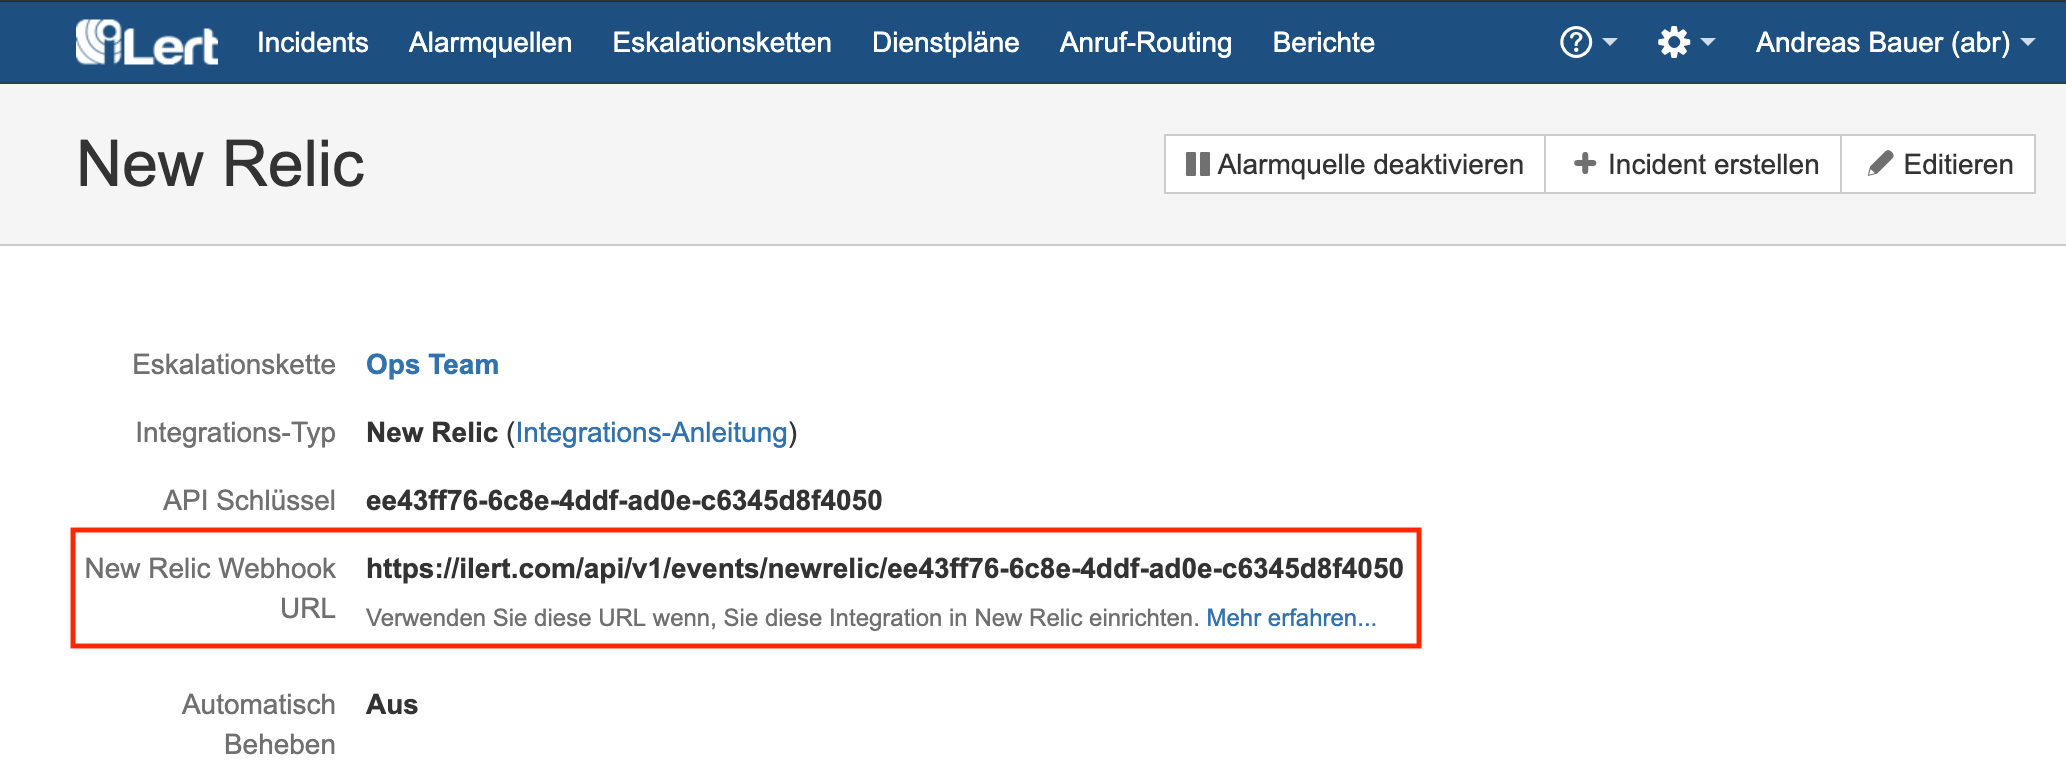 iLert Incidents Alarmquellen Eskalationsketten Dienstpläne Anruf-Routing Berichte ? Andreas Bauer (abr)
New Relic
Alarmquelle deaktivieren + Incident erstellen Editieren
Eskalationskette Ops Team
Integrations-Typ New Relic (Integrations-Anleitung)
API Schlüssel ee43ff76-6c8e-4ddf-ad0e-c6345d8f4050
New Relic Webhook URL https://ilert.com/api/v1/events/newrelic/ee43ff76-6c8e-4ddf-ad0e-c6345d8f4050
Verwenden Sie diese URL wenn, Sie diese Integration in New Relic einrichten. Mehr erfahren...
Automatisch Beheben Aus